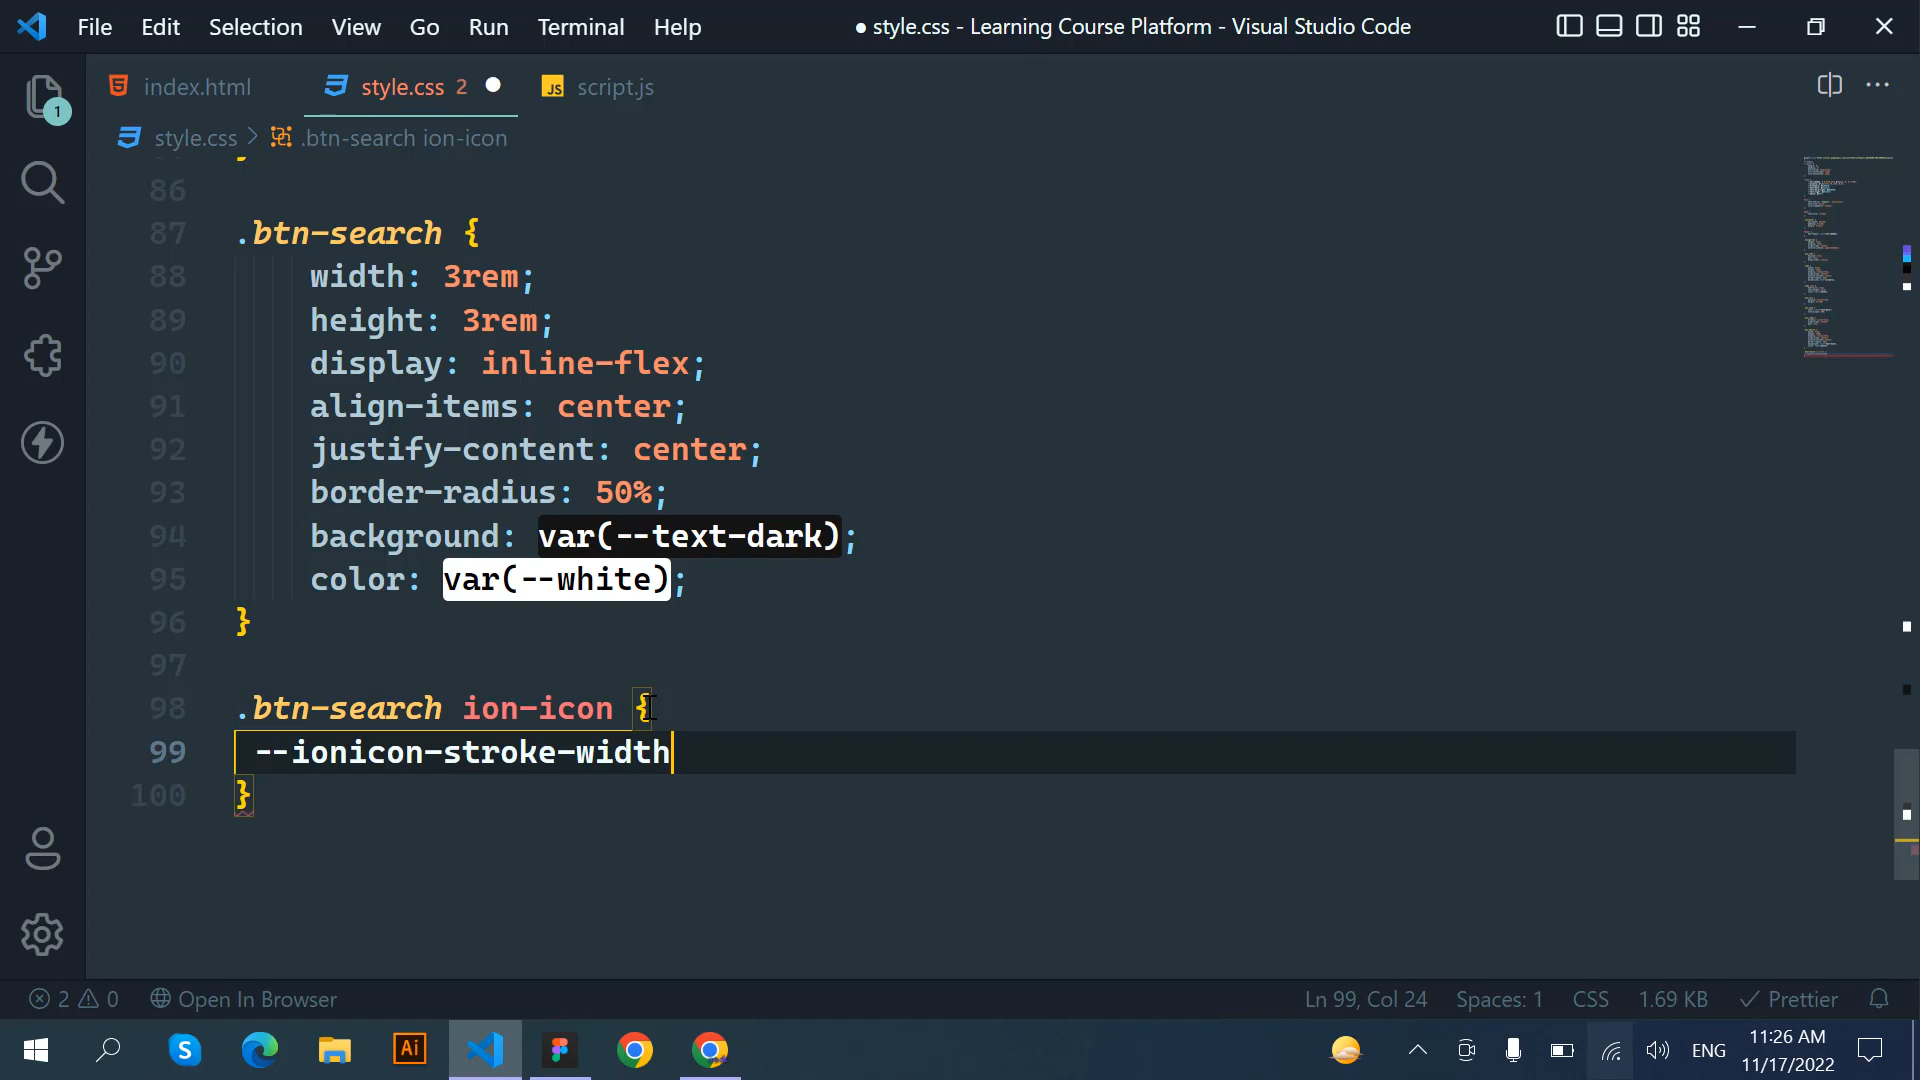 File Edit Selection View Go Run Terminal Help ● style.css - Learning Course Platform - Visual Studio Code
index.html style.css 2 JS script.js
style.css > .btn-search ion-icon
1
86
87 .btn-search {
88 width: 3rem;
89 height: 3rem;
90 display: inline-flex;
91 align-items: center;
92 justify-content: center;
93 border-radius: 50%;
94 background: var(--text-dark);
95 color: var(--white);
96 }
97
98 .btn-search ion-icon {
99 --ionicon-stroke-width
100 }
2 0 Open In Browser Ln 99, Col 24 Spaces: 1 CSS 1.69 KB Prettier
S Ai ENG 11:26 AM
11/17/2022